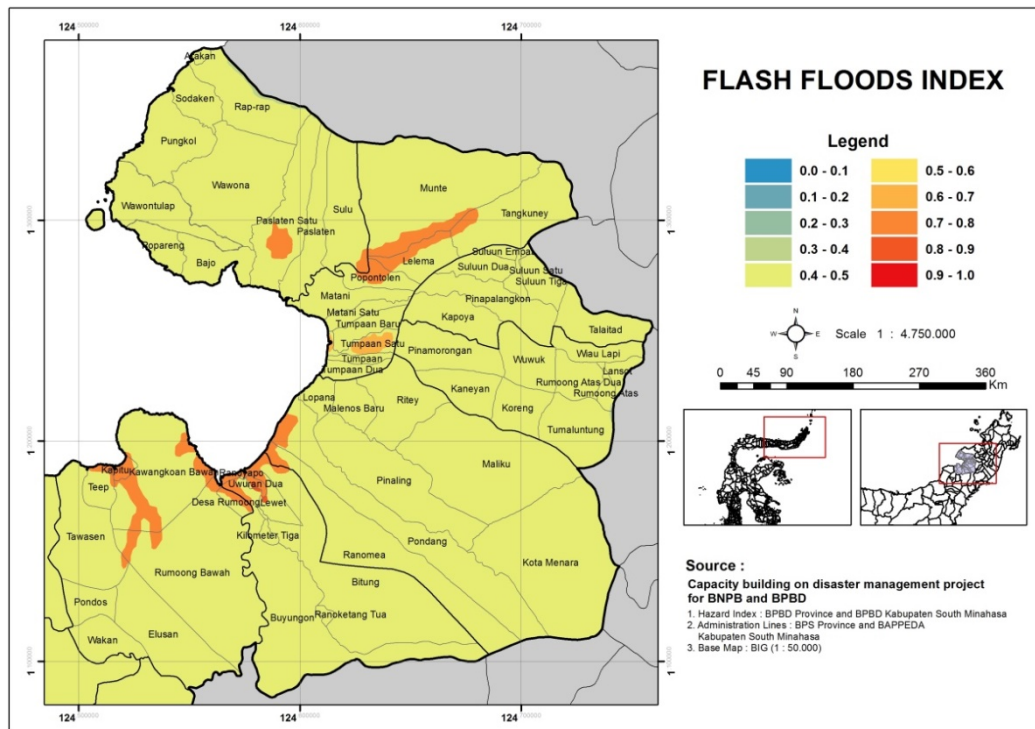 124.500000
124.600000
124.700000
FLASH FLOODS INDEX
Legend
0.0 - 0.1
0.5 - 0.6
0.1 - 0.2
0.6 - 0.7
0.2 - 0.3
0.7 - 0.8
0.3 - 0.4
0.8 - 0.9
0.4 - 0.5
0.9 - 1.0
N
W
E
S
Scale 1 : 4.750.000
0 45 90 180 270 360
Km
Arakan
Sodaken
Rap-rap
Pungkol
Wawona
Munte
Sulu
Wawontulap
Tangkuney
Paslaten Satu
Paslaten
Popareng
Bajo
Lelema
Suluun Empat
Suluun Dua
Suluun Satu
Suluun Tiga
Popontolen
Matani
Pinapalangkon
Matani Satu
Kapoya
Tumpaan Baru
Talaitad
Tumpaan Satu
Pinamorongan
Tumpaan
Wuwuk
Wiau Lapi
Tumpaan Dua
Lansot
Kaneyan
Rumoong Atas Dua
Rumoong Atas
Lopana
Ritey
Malenos Baru
Koreng
Tumaluntung
Maliku
Kapitu
Kawangkoan Bawah
Ranoyapo
Pinaling
Teep
Uwuran Dua
Desa Rumoong
Lewet
Tawasen
Kilometer Tiga
Pondang
Ranomea
Kota Menara
Rumoong Bawah
Bitung
Pondos
Buyungon
Ranoketang Tua
Elusan
Wakan
Source :
Capacity building on disaster management project
for BNPB and BPBD
1. Hazard Index : BPBD Province and BPBD Kabupaten South Minahasa
2. Administration Lines : BPS Province and BAPPEDA
Kabupaten South Minahasa
3. Base Map : BIG (1 : 50.000)
124.500000
124.600000
124.700000